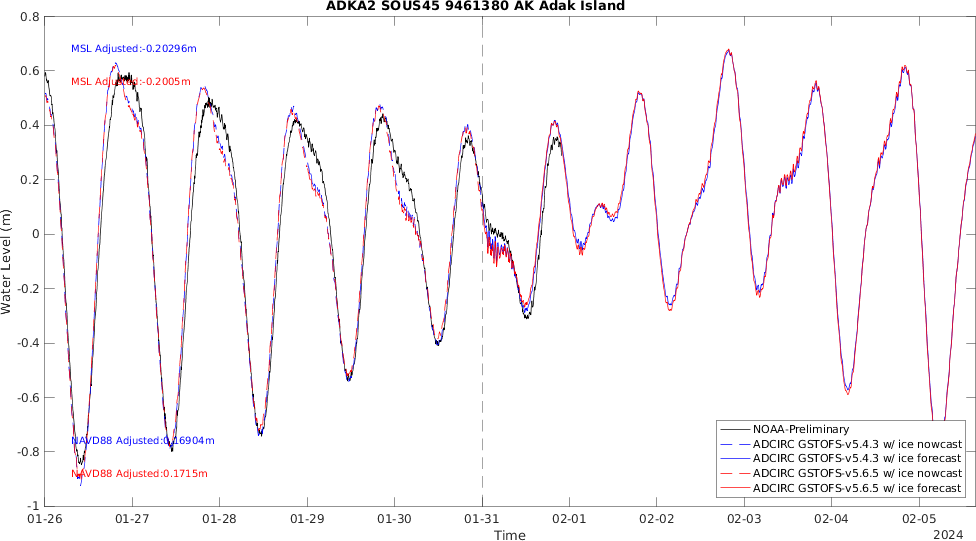 ADKA2 SOUS45 9461380 AK Adak Island
0.8
0.6
0.4
0.2
0
-0.2
-0.4
-0.6
-0.8
-1
Water Level (m)
MSL Adjusted:-0.20296m
MSL Adjusted:-0.2005m
NAVD88 Adjusted:0.16904m
NAVD88 Adjusted:0.1715m
NOAA-Preliminary
ADCIRC GSTOFS-v5.4.3 w/ ice nowcast
ADCIRC GSTOFS-v5.4.3 w/ ice forecast
ADCIRC GSTOFS-v5.6.5 w/ ice nowcast
ADCIRC GSTOFS-v5.6.5 w/ ice forecast
01-26 01-27 01-28 01-29 01-30 01-31 02-01 02-02 02-03 02-04 02-05
Time
2024